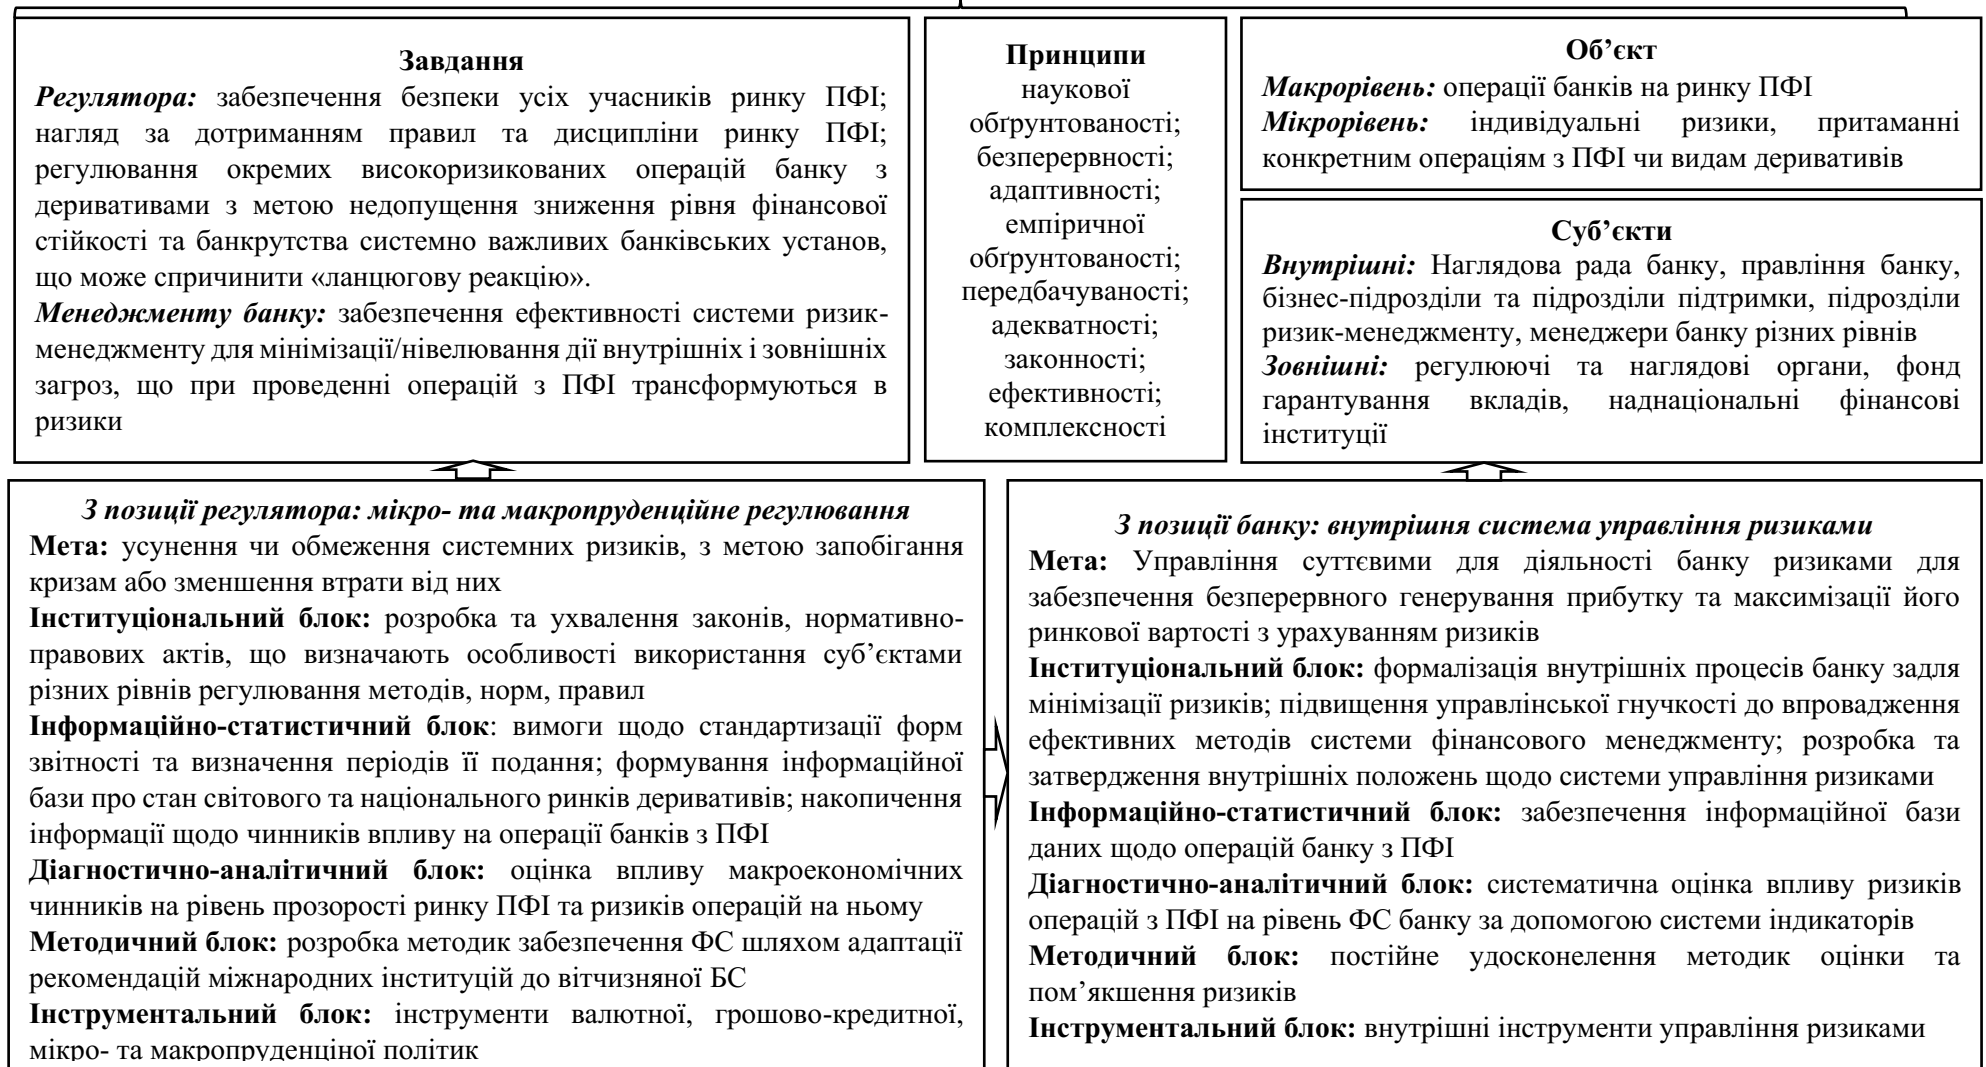 Завдання
Регулятора: забезпечення безпеки усіх учасників ринку ПФІ;
нагляд за дотриманням правил та дисципліни ринку ПФІ;
регулювання окремих високоризикованих операцій банку з
деривативами з метою недопущення зниження рівня фінансової
стійкості та банкрутства системно важливих банківських установ,
що може спричинити «ланцюгову реакцію».
Менеджменту банку: забезпечення ефективності системи ризик-
менеджменту для мінімізації/нівелювання дії внутрішніх і зовнішніх
загроз, що при проведенні операцій з ПФІ трансформуються в
ризики
Принципи
наукової
обґрунтованості;
безперервності;
адаптивності;
емпіричної
обґрунтованості;
передбачуваності;
адекватності;
законності;
ефективності;
комплексності
Об’єкт
Макрорівень: операції банків на ринку ПФІ
Мікрорівень: індивідуальні ризики, притаманні
конкретним операціям з ПФІ чи видам деривативів
Суб’єкти
Внутрішні: Наглядова рада банку, правління банку,
бізнес-підрозділи та підрозділи підтримки, підрозділи
ризик-менеджменту, менеджери банку різних рівнів
Зовнішні: регулюючі та наглядові органи, фонд
гарантування вкладів, наднаціональні фінансові
інституції
З позиції регулятора: мікро- та макропруденційне регулювання
Мета: усунення чи обмеження системних ризиків, з метою запобігання
кризам або зменшення втрати від них
Інституціональний блок: розробка та ухвалення законів, нормативно-
правових актів, що визначають особливості використання суб’єктами
різних рівнів регулювання методів, норм, правил
Інформаційно-статистичний блок: вимоги щодо стандартизації форм
звітності та визначення періодів її подання; формування інформаційної
бази про стан світового та національного ринків деривативів; накопичення
інформації щодо чинників впливу на операції банків з ПФІ
Діагностично-аналітичний блок: оцінка впливу макроекономічних
чинників на рівень прозорості ринку ПФІ та ризиків операцій на ньому
Методичний блок: розробка методик забезпечення ФС шляхом адаптації
рекомендацій міжнародних інституцій до вітчизняної БС
Інструментальний блок: інструменти валютної, грошово-кредитної,
мікро- та макропруденціної політик
З позиції банку: внутрішня система управління ризиками
Мета: Управління суттєвими для діяльності банку ризиками для
забезпечення безперервного генерування прибутку та максимізації його
ринкової вартості з урахуванням ризиків
Інституціональний блок: формалізація внутрішніх процесів банку задля
мінімізації ризиків; підвищення управлінської гнучкості до впровадження
ефективних методів системи фінансового менеджменту; розробка та
затвердження внутрішніх положень щодо системи управління ризиками
Інформаційно-статистичний блок: забезпечення інформаційної бази
даних щодо операцій банку з ПФІ
Діагностично-аналітичний блок: систематична оцінка впливу ризиків
операцій з ПФІ на рівень ФС банку за допомогою системи індикаторів
Методичний блок: постійне удосконелення методик оцінки та
пом’якшення ризиків
Інструментальний блок: внутрішні інструменти управління ризиками